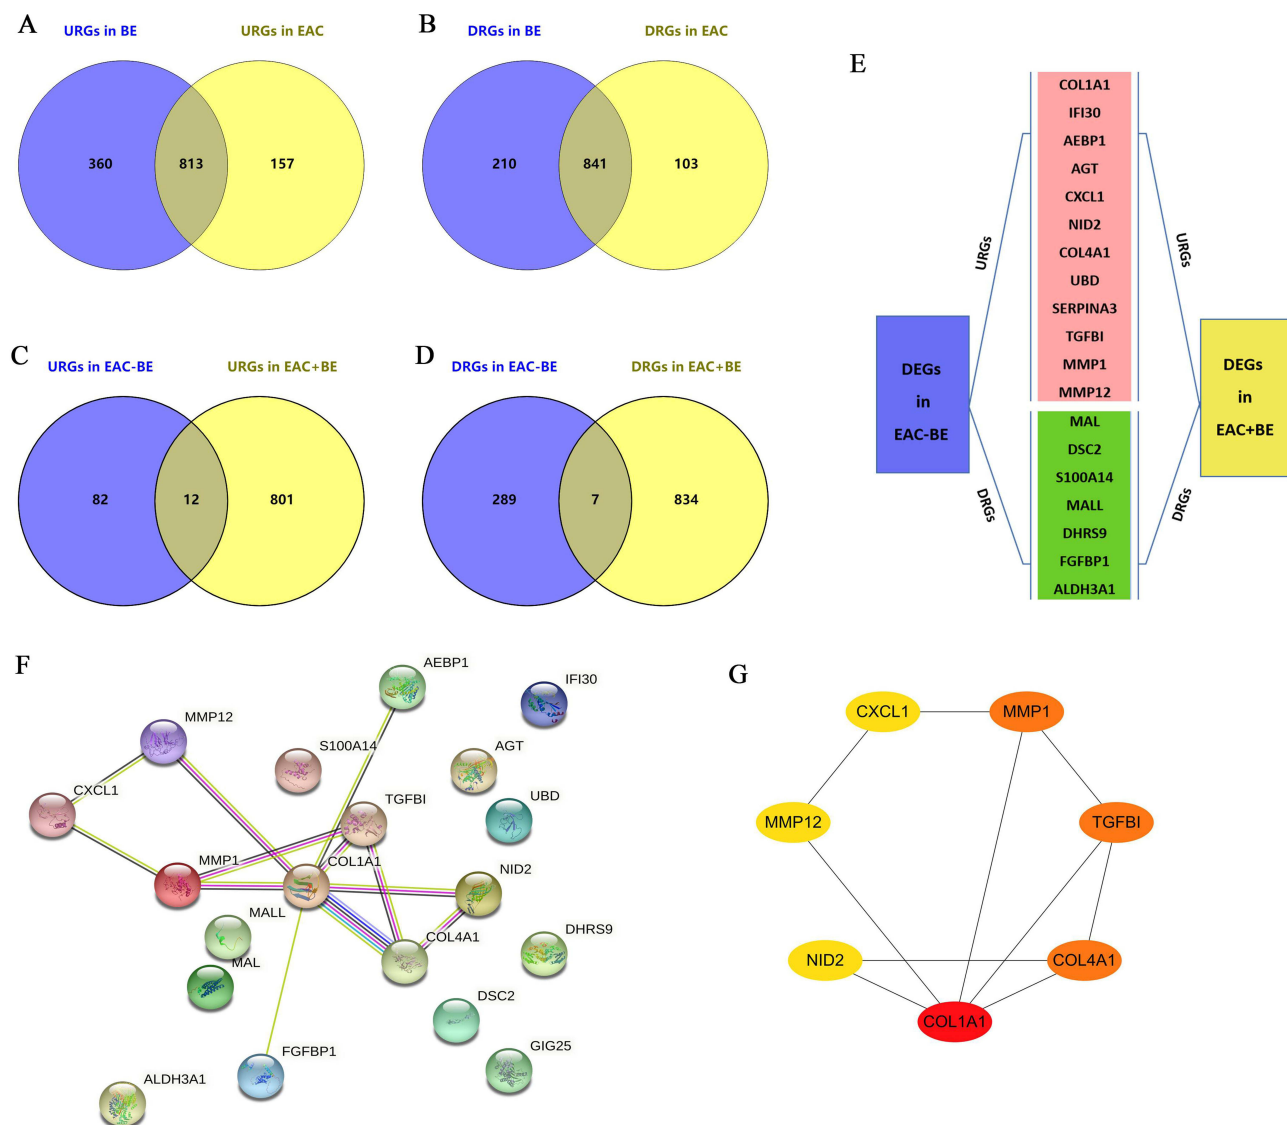 A
URGs in BE
URGs in EAC
360
813
157
B
DRGs in BE
DRGs in EAC
210
841
103
C
URGs in EAC-BE
URGs in EAC+BE
82
12
801
D
DRGs in EAC-BE
DRGs in EAC+BE
289
7
834
E
COL1A1
IFI30
AEBP1
AGT
CXCL1
NID2
COL4A1
UBD
SERPINA3
TGFBI
MMP1
MMP12
MAL
DSC2
S100A14
MALL
DHRS9
FGFBP1
ALDH3A1
URGs
URGs
DRGs
DRGs
DEGs
in
EAC-BE
DEGs
in
EAC+BE
F
AEBP1
IFI30
MMP12
S100A14
AGT
CXCL1
TGFBI
UBD
MMP1
COL1A1
NID2
MALL
COL4A1
DHRS9
MAL
DSC2
FGFBP1
GIG25
ALDH3A1
G
CXCL1
MMP1
MMP12
TGFBI
NID2
COL4A1
COL1A1